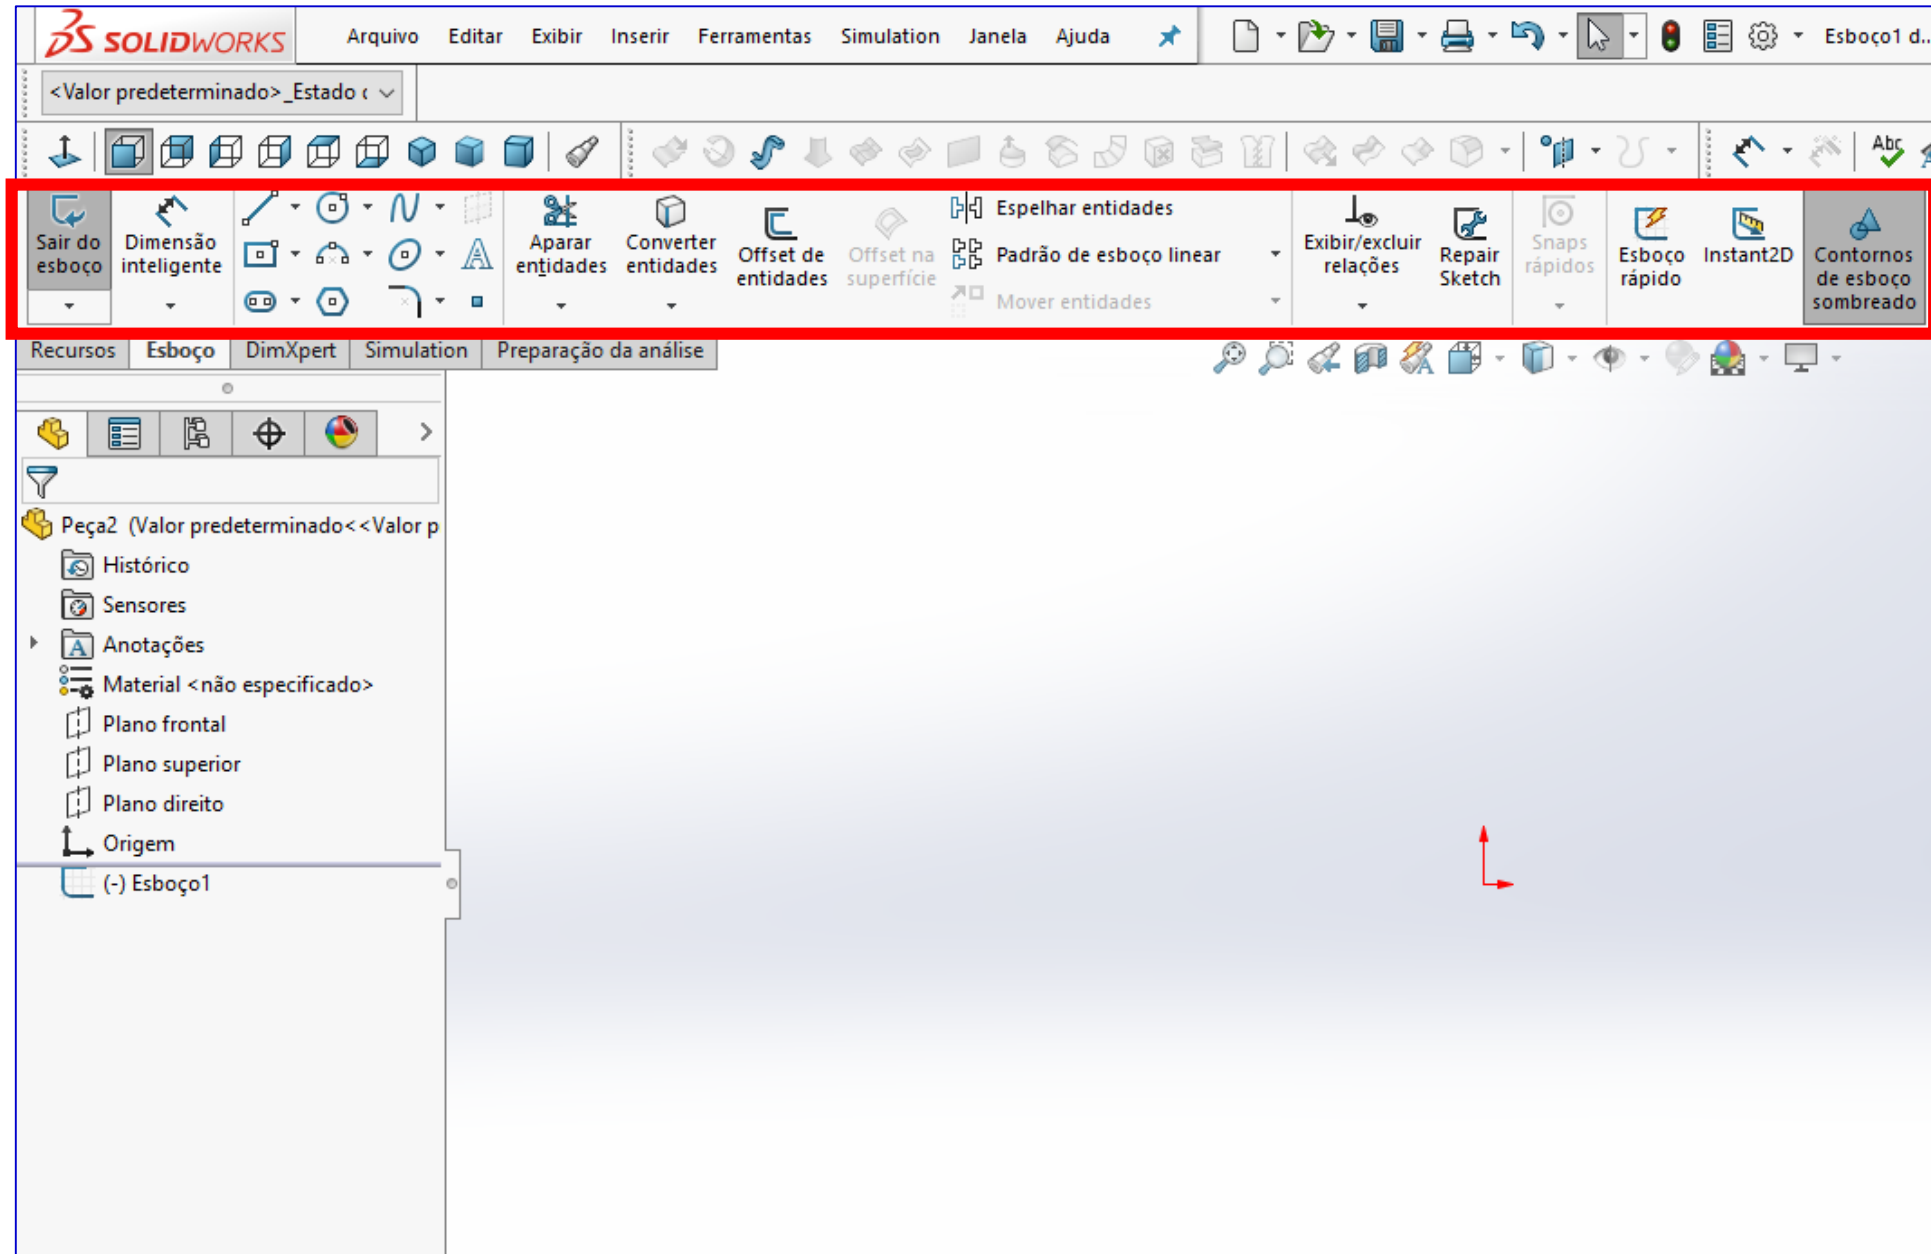 SOLIDWORKS Arquivo Editar Exibir Inserir Ferramentas Simulation Janela Ajuda Esboço1 d...
<Valor predeterminado>_Estado
Abc
Sair do esboço
Dimensão inteligente
Aparar entidades
Converter entidades
Offset de entidades
Offset na superfície
Espelhar entidades
Padrão de esboço linear
Mover entidades
Exibir/excluir relações
Repair Sketch
Snaps rápidos
Esboço rápido
Instant2D
Contornos de esboço sombreado
Recursos Esboço DimXpert Simulation Preparação da análise
Peça2 (Valor predeterminado<<Valor p
Histórico
Sensores
Anotações
Material <não especificado>
Plano frontal
Plano superior
Plano direito
Origem
(-) Esboço1